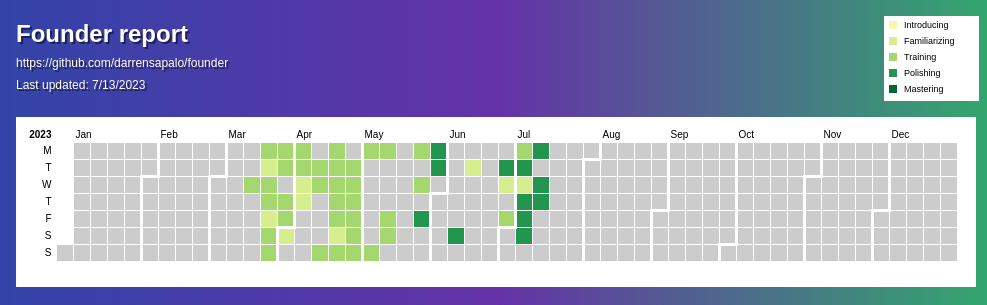 Founder report
https://github.com/darrensapalo/founder
Last updated: 7/13/2023
Introducing
Familiarizing
Training
Polishing
Mastering
2023 Jan Feb Mar Apr May Jun Jul Aug Sep Oct Nov Dec
M
T
W
T
F
S
S